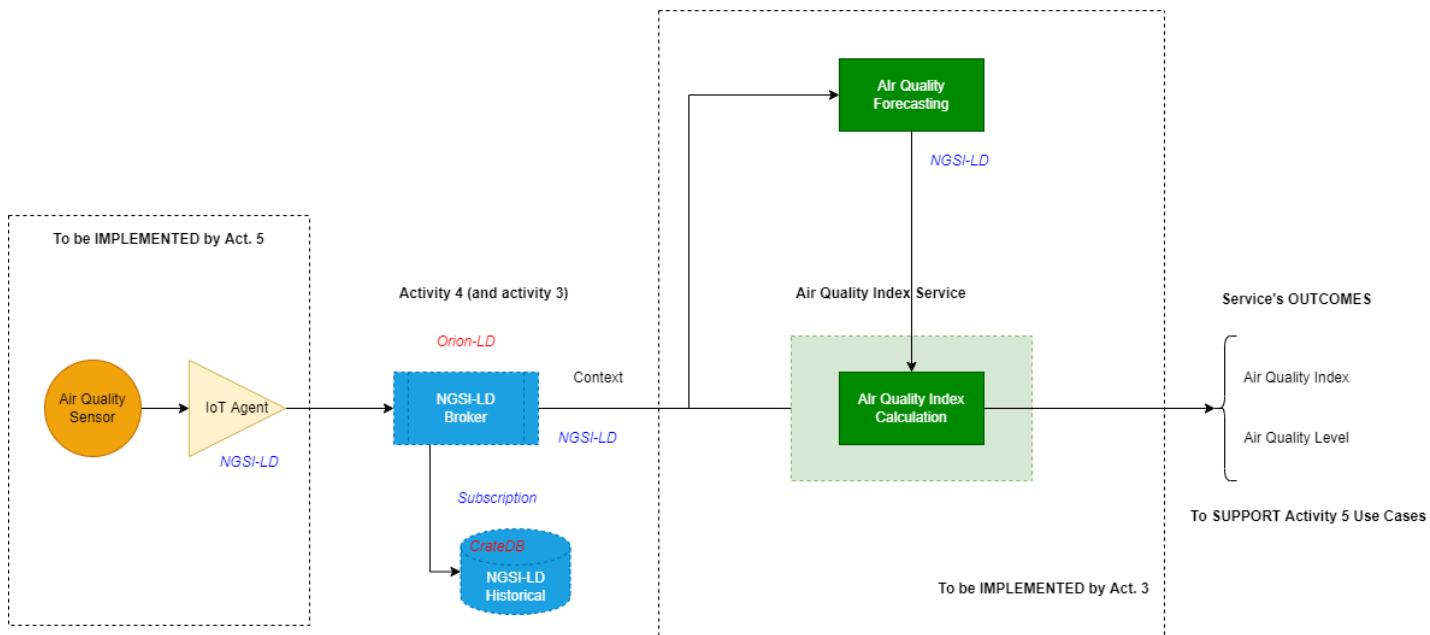 AIr Quality
Forecasting
NGSI-LD
To be IMPLEMENTED by Act. 5
Activity 4 (and activity 3)
Air Quality Index Service
Service's OUTCOMES
Orion-LD
Air Quality
Sensor
IoT Agent
NGSI-LD
NGSI-LD
Broker
Context
NGSI-LD
Air Quality Index
Calculation
Air Quality Index
Air Quality Level
Subscription
To SUPPORT Activity 5 Use Cases
CrateDB
NGSI-LD
Historical
To be IMPLEMENTED by Act. 3